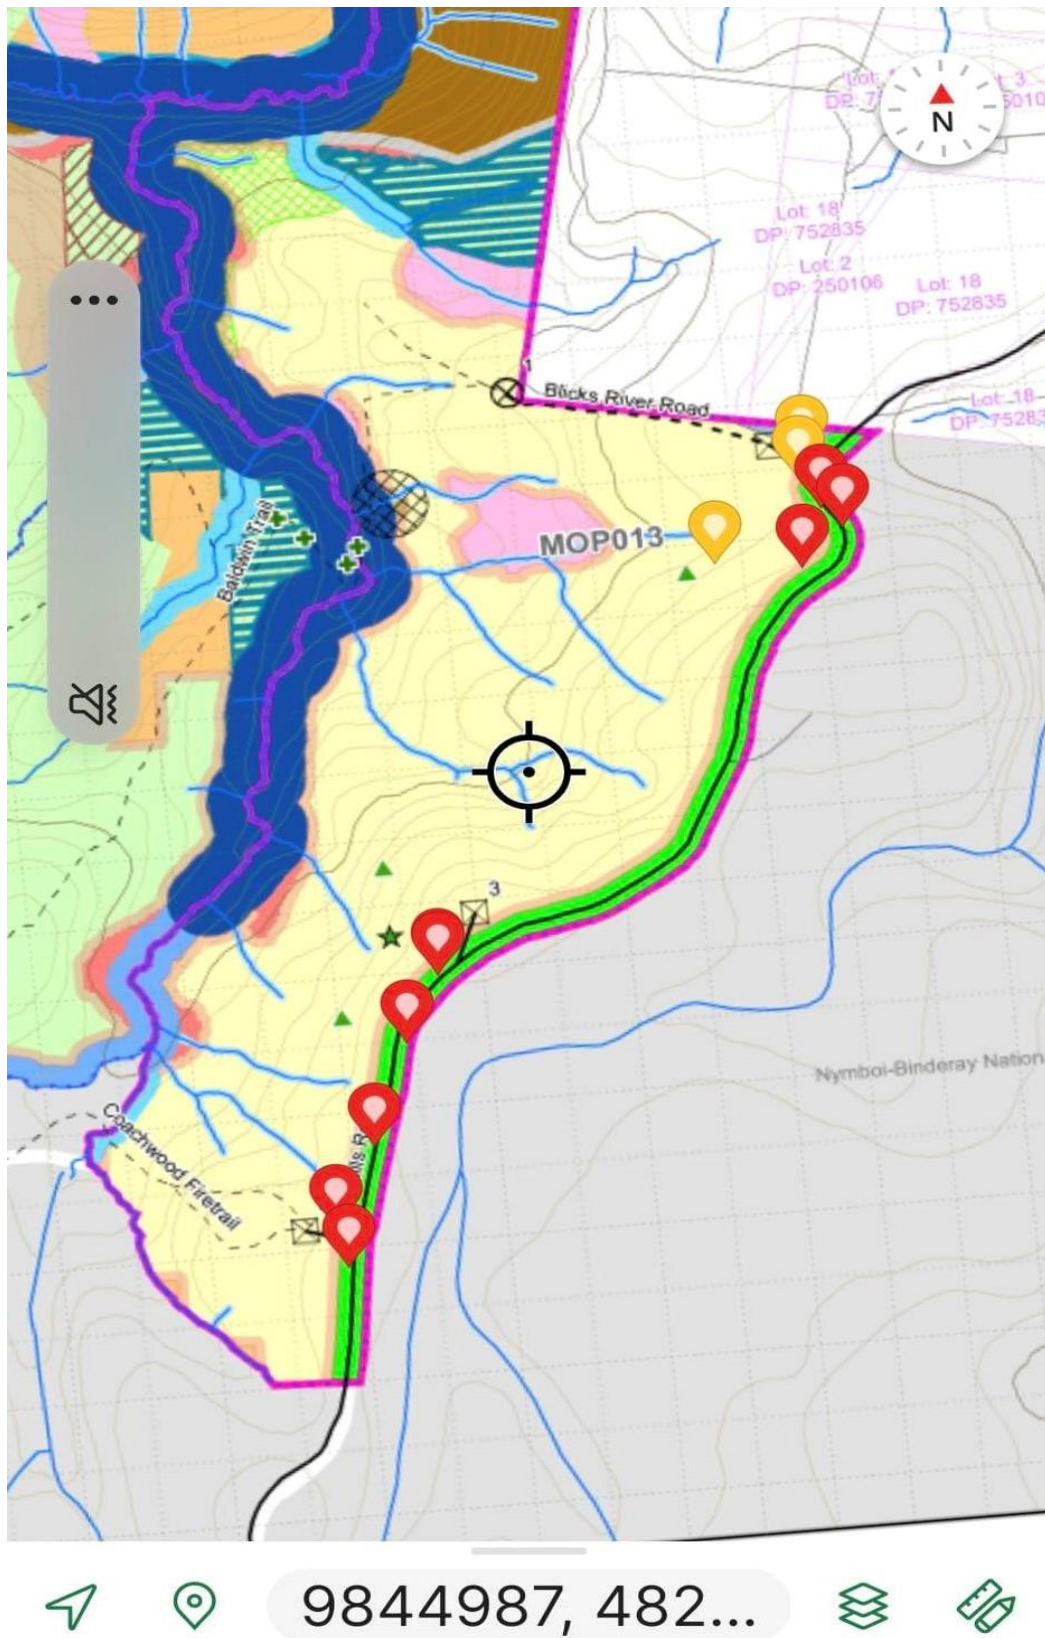 N
Lot: 18
DP: 752835
Lot: 2
DP: 250106
Lot: 18
DP: 752835
1
Blicks River Road
Lot: 18
MOP013
Baldwin Trail
3
Nymboi-Binderay Nation
Coachwood Firetrail
9844987, 482...